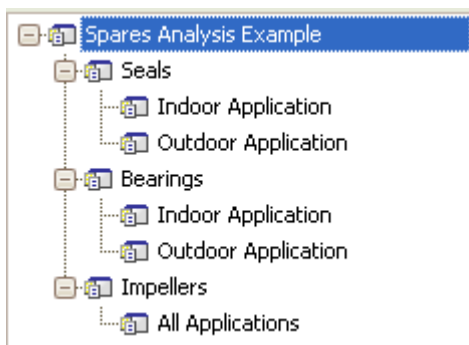 Spares Analysis Example
Seals
Indoor Application
Outdoor Application
Bearings
Indoor Application
Outdoor Application
Impellers
All Applications